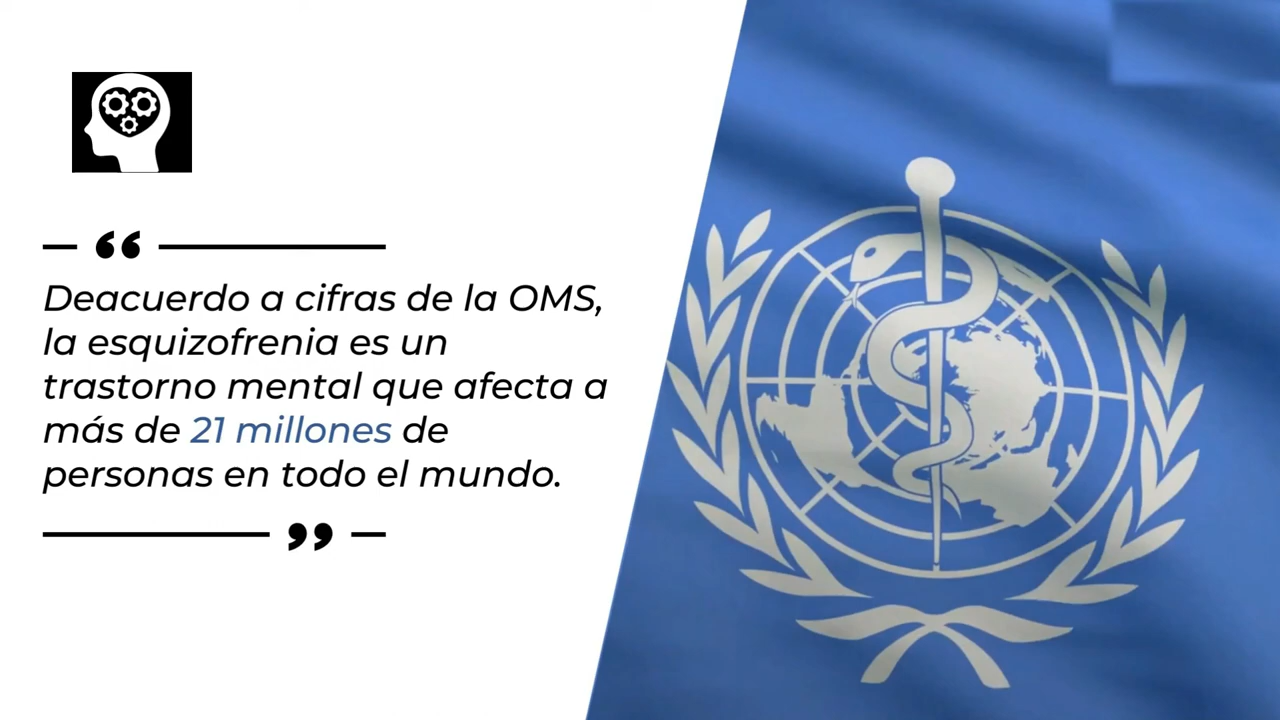 “
Deacuerdo a cifras de la OMS,
la esquizofrenia es un
trastorno mental que afecta a
más de 21 millones de
personas en todo el mundo.
”